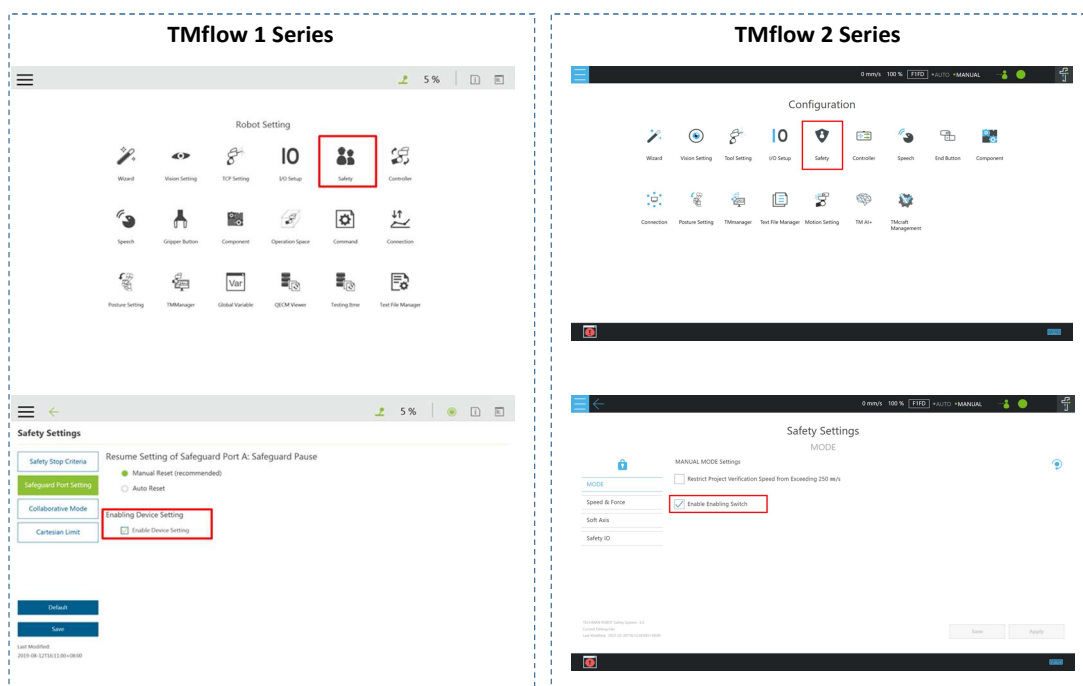 TMflow 1 Series
5 %
Robot Setting
Wizard
Vision Setting
TCP Setting
IO
I/O Setup
Safety
Controller
Speech
Gripper Button
Component
Operation Space
Command
Connection
Posture Setting
TMManager
Var
Global Variable
QECM Viewer
Testing Bme
Text File Manager
5 %
Safety Settings
Safety Stop Criteria
Safeguard Port Setting
Collaborative Mode
Cartesian Limit
Resume Setting of Safeguard Port A: Safeguard Pause
Manual Reset (recommended)
Auto Reset
Enabling Device Setting
Enable Device Setting
Default
Save
Last Modified:
2019-08-12T16:11:00+08:00
TMflow 2 Series
0 mm/s 100 % F1FD •AUTO •MANUAL
Configuration
Wizard
Vision Setting
Tool Setting
IO
I/O Setup
Safety
Controller
Speech
End Button
Component
Connection
Posture Setting
TMmanager
Text File Manager
Motion Setting
TM AI+
TMcraft
Management
0 mm/s 100 % F1FD •AUTO •MANUAL
Safety Settings
MODE
MODE
Speed & Force
Soft Axis
Safety IO
MANUAL MODE Settings
Restrict Project Verification Speed from Exceeding 250 mm/s
Enable Enabling Switch
Save
Apply